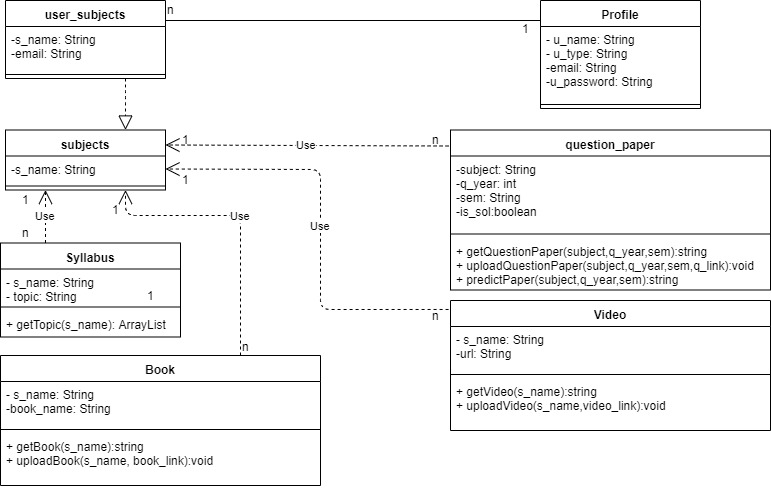 user_subjects
-s_name: String
-email: String
n
1
Profile
- u_name: String
- u_type: String
-email: String
-u_password: String
subjects
-s_name: String
1
Use
n
1
Use
n
question_paper
-subject: String
-q_year: int
-sem: String
-is_sol:boolean
+ getQuestionPaper(subject,q_year,sem):string
+ uploadQuestionPaper(subject,q_year,sem,q_link):void
+ predictPaper(subject,q_year,sem):string
1
Use
n
1
Use
n
Syllabus
- s_name: String
- topic: String
1
+ getTopic(s_name): ArrayList
Video
- s_name: String
-url: String
+ getVideo(s_name):string
+ uploadVideo(s_name,video_link):void
Book
- s_name: String
-book_name: String
+ getBook(s_name):string
+ uploadBook(s_name, book_link):void